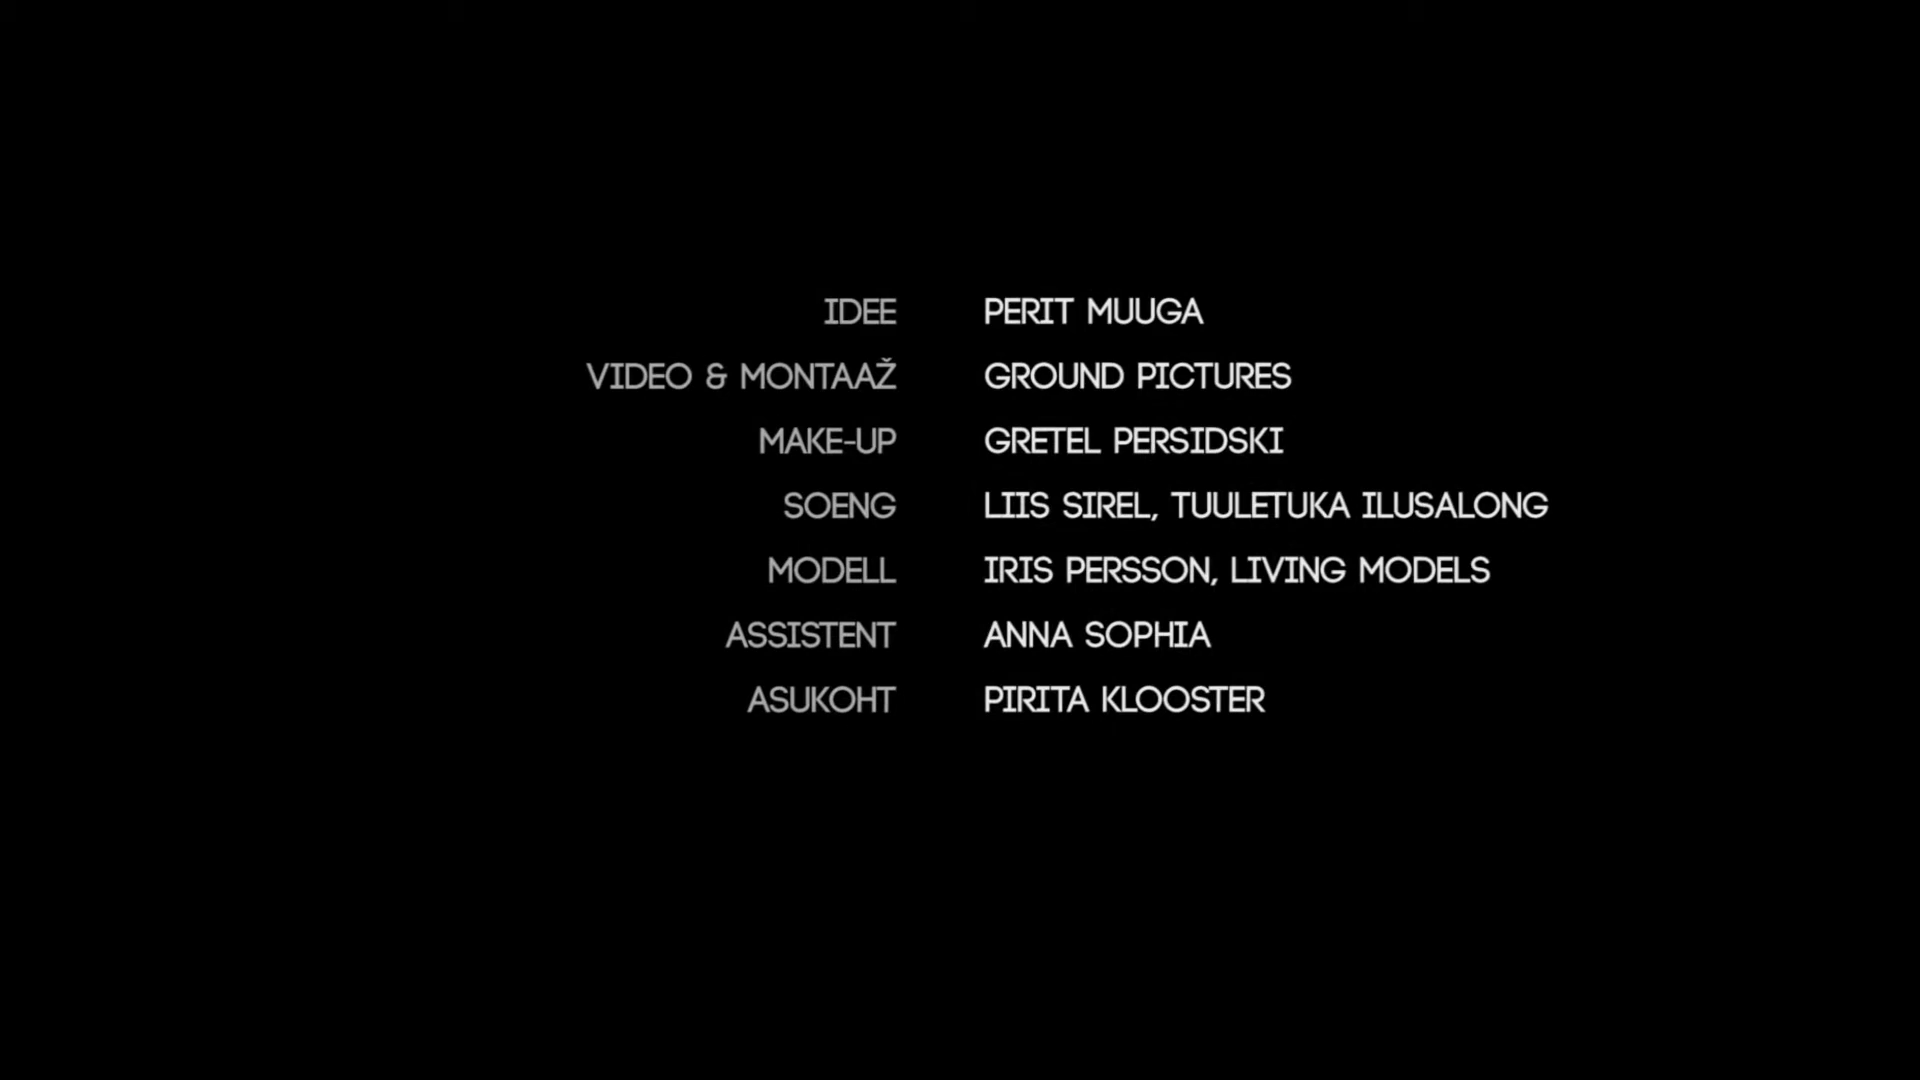 IDEE PERIT MUUGA
VIDEO & MONTAAŽ GROUND PICTURES
MAKE-UP GRETEL PERSIDSKI
SOENG LIIS SIREL, TUULETUKA ILUSALONG
MODELL IRIS PERSSON, LIVING MODELS
ASSISTENT ANNA SOPHIA
ASUKOHT PIRITA KLOOSTER